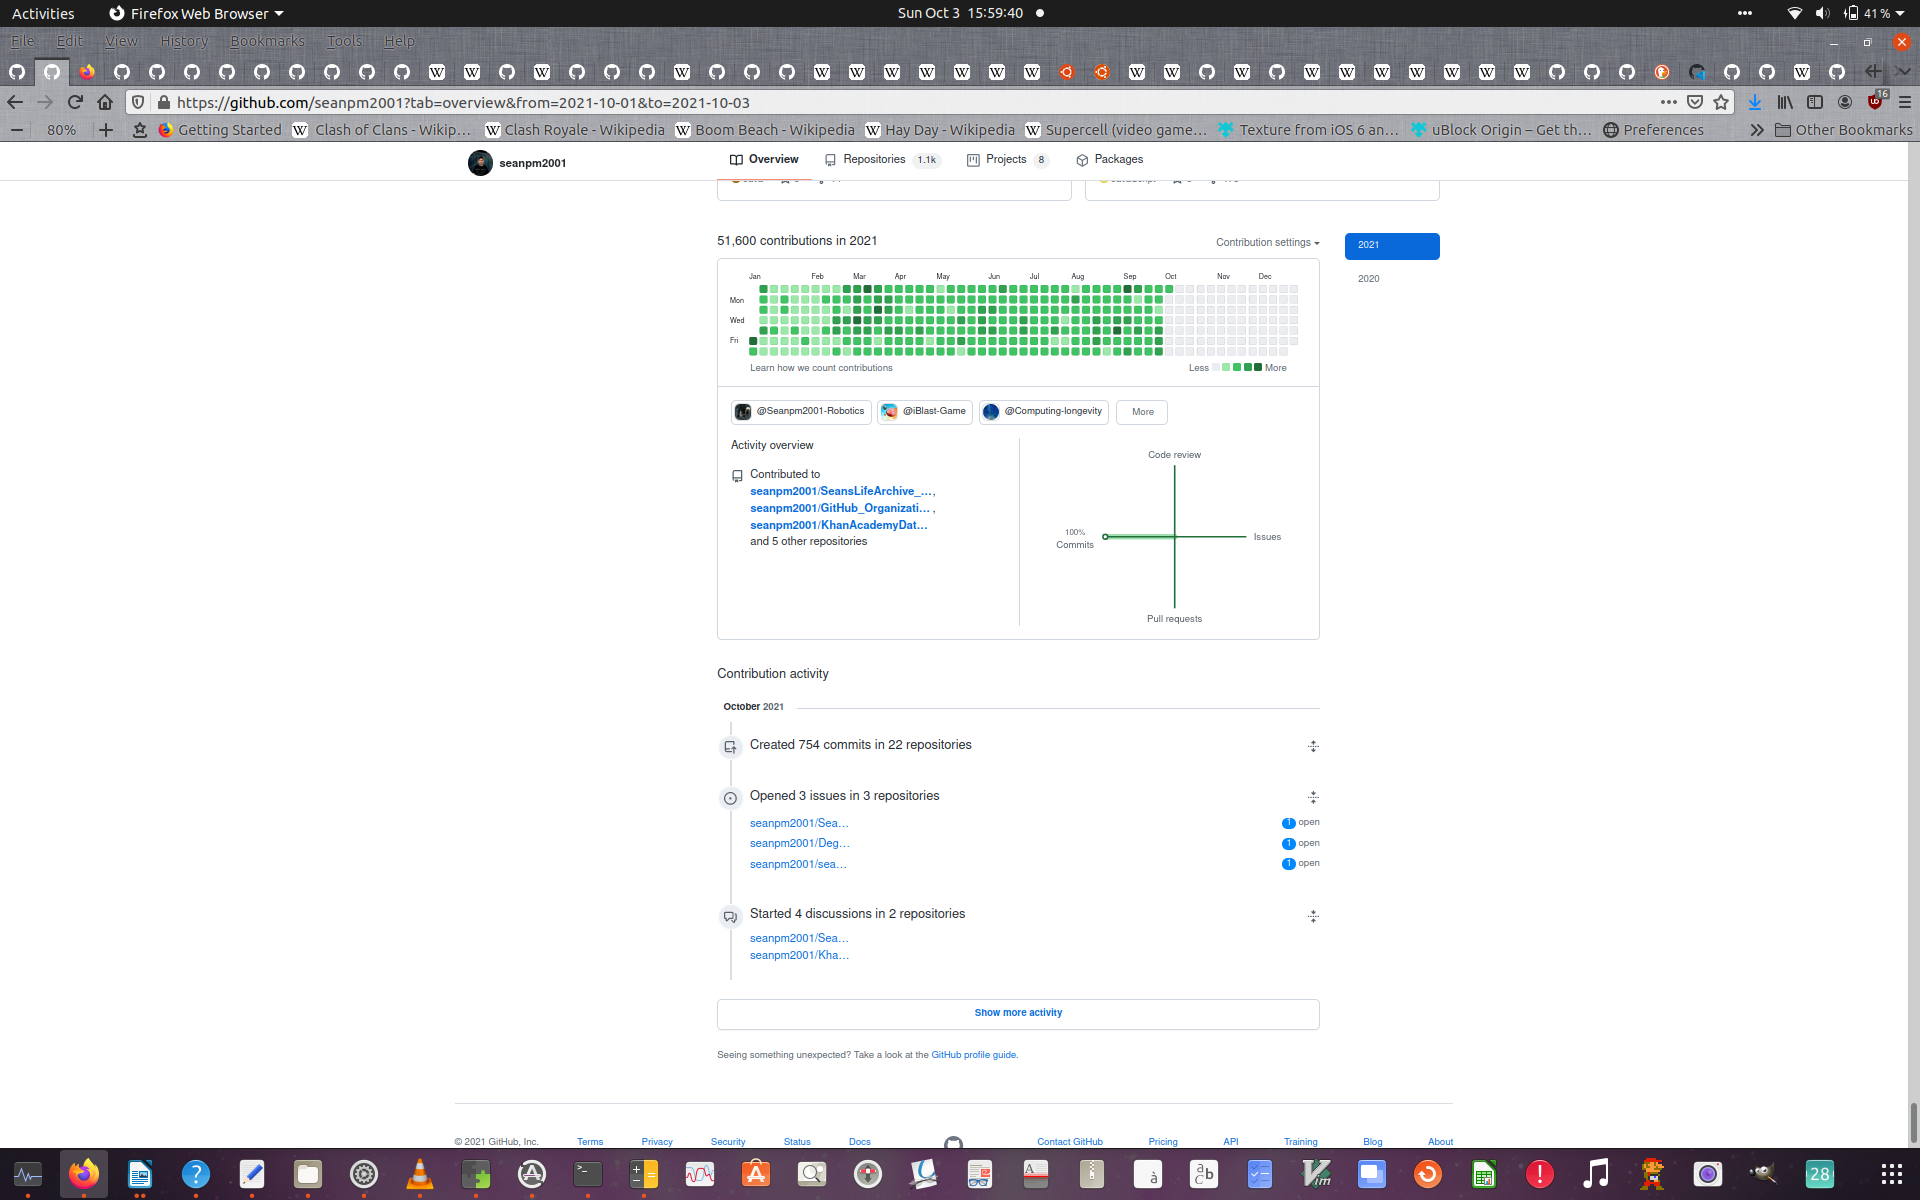 Activities
Firefox Web Browser
Sun Oct 3 15:59:40
41 %
File Edit View History Bookmarks Tools Help
https://github.com/seanpm2001?tab=overview&from=2021-10-01&to=2021-10-03
16
80%
Getting Started
Clash of Clans - Wikip…
Clash Royale - Wikipedia
Boom Beach - Wikipedia
Hay Day - Wikipedia
Supercell (video game…
Texture from iOS 6 an…
uBlock Origin – Get th…
Preferences
Other Bookmarks
seanpm2001
Overview
Repositories 1.1k
Projects 8
Packages
51,600 contributions in 2021
Contribution settings
2021
2020
Jan Feb Mar Apr May Jun Jul Aug Sep Oct Nov Dec
Mon
Wed
Fri
Learn how we count contributions
Less More
@Seanpm2001-Robotics
@iBlast-Game
@Computing-longevity
More
Activity overview
Contributed to
seanpm2001/SeansLifeArchive_…,
seanpm2001/GitHub_Organizati… ,
seanpm2001/KhanAcademyDat…
and 5 other repositories
Code review
100%
Commits
Issues
Pull requests
Contribution activity
October 2021
Created 754 commits in 22 repositories
Opened 3 issues in 3 repositories
seanpm2001/Sea…
1 open
seanpm2001/Deg…
1 open
seanpm2001/sea…
1 open
Started 4 discussions in 2 repositories
seanpm2001/Sea…
seanpm2001/Kha…
Show more activity
Seeing something unexpected? Take a look at the GitHub profile guide.
© 2021 GitHub, Inc.
Terms
Privacy
Security
Status
Docs
Contact GitHub
Pricing
API
Training
Blog
About
28